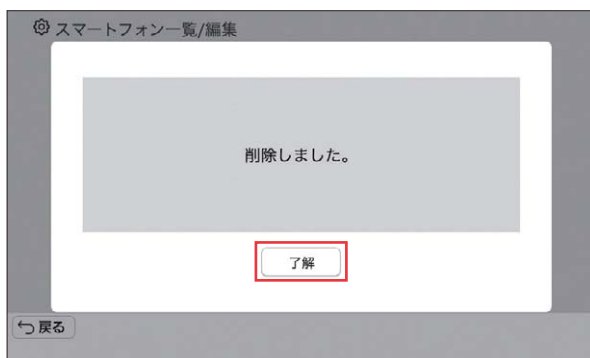 スマートフォン一覧/編集
削除しました。
了解
戻る